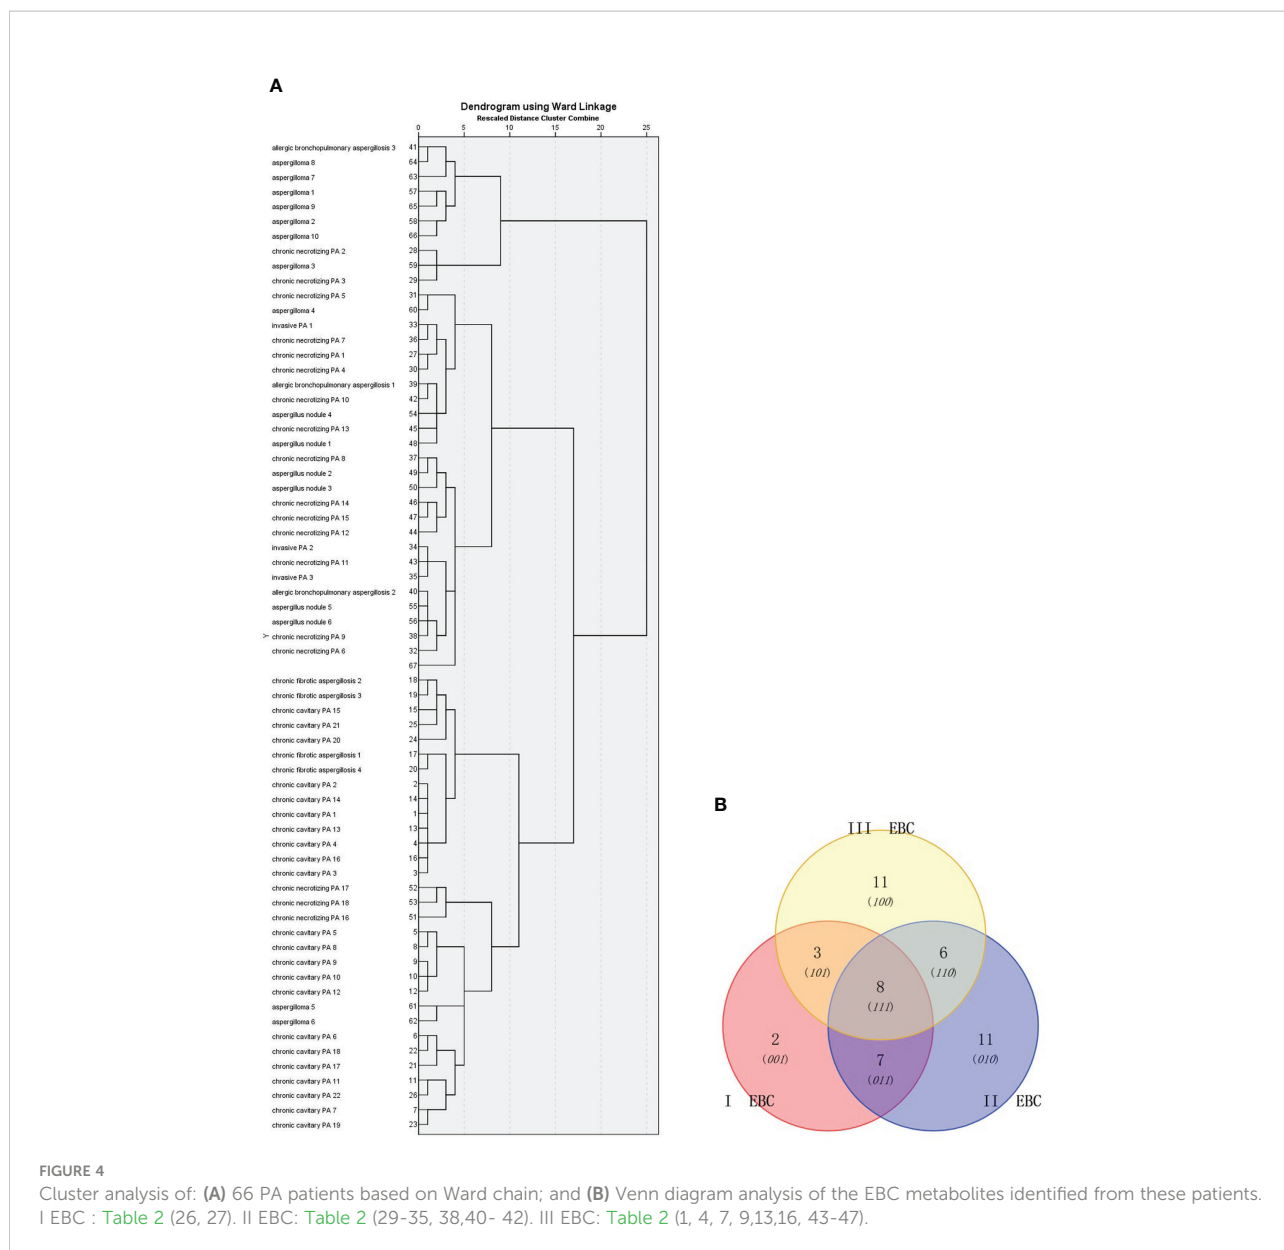 A
Dendrogram using Ward Linkage
Rescaled Distance Cluster Combine
0 5 10 15 20 25
allergic bronchopulmonary aspergillosis 3 41
aspergilloma 8 64
aspergilloma 7 63
aspergilloma 1 57
aspergilloma 9 65
aspergilloma 2 58
aspergilloma 10 66
chronic necrotizing PA 2 28
aspergilloma 3 59
chronic necrotizing PA 3 29
chronic necrotizing PA 5 31
aspergilloma 4 60
invasive PA 1 33
chronic necrotizing PA 7 36
chronic necrotizing PA 1 27
chronic necrotizing PA 4 30
allergic bronchopulmonary aspergillosis 1 39
chronic necrotizing PA 10 42
aspergillus nodule 4 54
chronic necrotizing PA 13 45
aspergillus nodule 1 48
chronic necrotizing PA 8 37
aspergillus nodule 2 49
aspergillus nodule 3 50
chronic necrotizing PA 14 46
chronic necrotizing PA 15 47
chronic necrotizing PA 12 44
invasive PA 2 34
chronic necrotizing PA 11 43
invasive PA 3 35
allergic bronchopulmonary aspergillosis 2 40
aspergillus nodule 5 55
aspergillus nodule 6 56
Y chronic necrotizing PA 9 38
chronic necrotizing PA 6 32
67
chronic fibrotic aspergillosis 2 18
chronic fibrotic aspergillosis 3 19
chronic cavitary PA 15 15
chronic cavitary PA 21 25
chronic cavitary PA 20 24
chronic fibrotic aspergillosis 1 17
chronic fibrotic aspergillosis 4 20
chronic cavitary PA 2 2
chronic cavitary PA 14 14
chronic cavitary PA 1 1
chronic cavitary PA 13 13
chronic cavitary PA 4 4
chronic cavitary PA 16 16
chronic cavitary PA 3 3
chronic necrotizing PA 17 52
chronic necrotizing PA 18 53
chronic necrotizing PA 16 51
chronic cavitary PA 5 5
chronic cavitary PA 8 8
chronic cavitary PA 9 9
chronic cavitary PA 10 10
chronic cavitary PA 12 12
aspergilloma 5 61
aspergilloma 6 62
chronic cavitary PA 6 6
chronic cavitary PA 18 22
chronic cavitary PA 17 21
chronic cavitary PA 11 11
chronic cavitary PA 22 26
chronic cavitary PA 7 7
chronic cavitary PA 19 23
B
III EBC
11
(100)
3
(101)
6
(110)
8
(111)
2
(001)
11
(010)
7
(011)
I EBC
II EBC
FIGURE 4
Cluster analysis of: (A) 66 PA patients based on Ward chain; and (B) Venn diagram analysis of the EBC metabolites identified from these patients.
I EBC : Table 2 (26, 27). II EBC: Table 2 (29-35, 38,40- 42). III EBC: Table 2 (1, 4, 7, 9,13,16, 43-47).